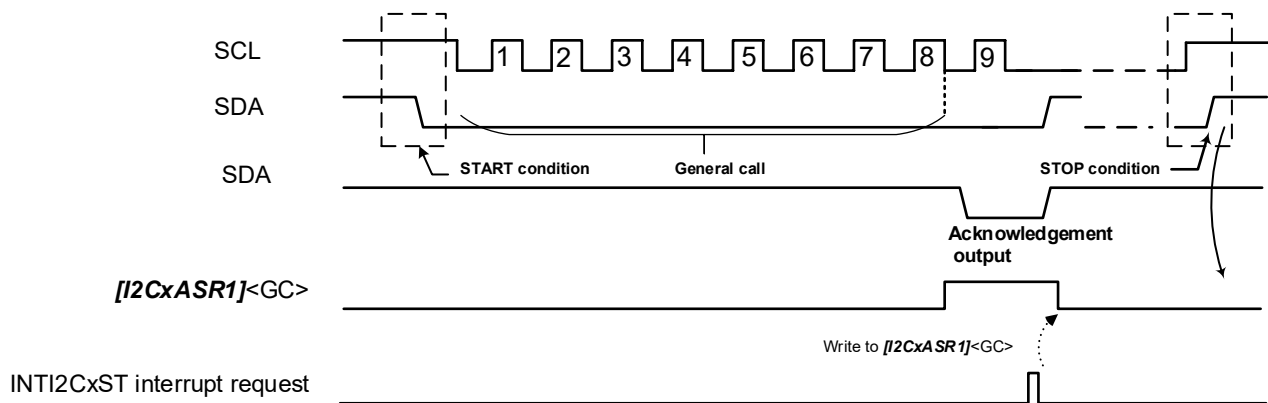 SCL
1 2 3 4 5 6 7 8 9
SDA
START condition
General call
STOP condition
SDA
Acknowledgement
output
[I2CxASR1]<GC>
Write to [I2CxASR1]<GC>
INTI2CxST interrupt request